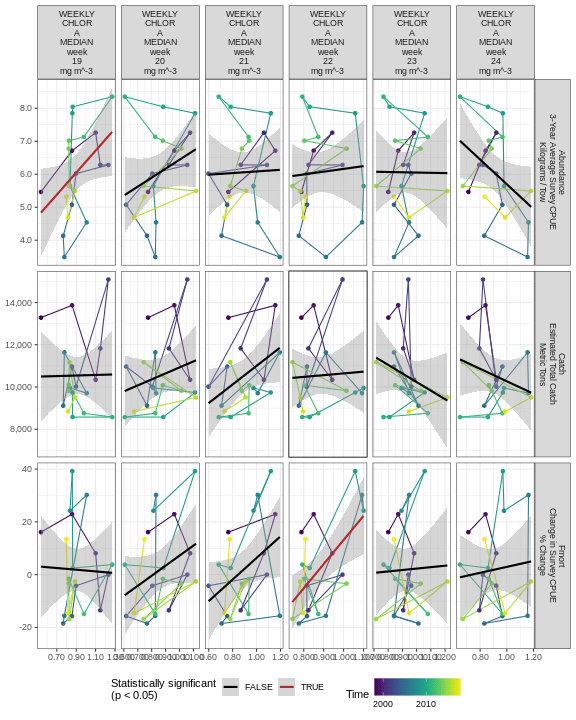 WEEKLY CHLOR A MEDIAN week 19 mg m^-3
WEEKLY CHLOR A MEDIAN week 20 mg m^-3
WEEKLY CHLOR A MEDIAN week 21 mg m^-3
WEEKLY CHLOR A MEDIAN week 22 mg m^-3
WEEKLY CHLOR A MEDIAN week 23 mg m^-3
WEEKLY CHLOR A MEDIAN week 24 mg m^-3
8.0
7.0
6.0
5.0
4.0
Abundance
3-Year Average Survey CPUE
Kilograms / Tow
14,000
12,000
10,000
8,000
Catch
Estimated Total Catch
Metric Tons
40
20
0
-20
Fmort
Change in Survey CPUE
% Change
0.70 0.90 1.10 1.30
0.60 0.80 1.00 1.20
0.80 1.00 1.20
Statistically significant
(p < 0.05)
FALSE
TRUE
Time
2000
2010